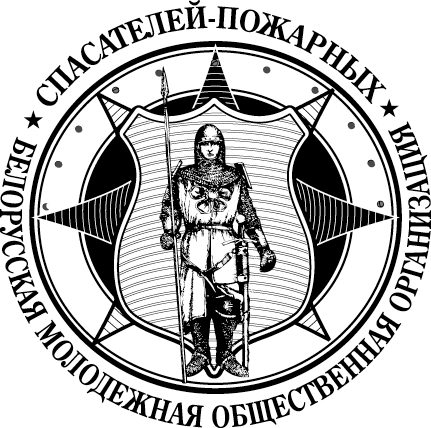 БЕЛОРУССКАЯ МОЛОДЕЖНАЯ ОБЩЕСТВЕННАЯ ОРГАНИЗАЦИЯ
СПАСАТЕЛЕЙ-ПОЖАРНЫХ